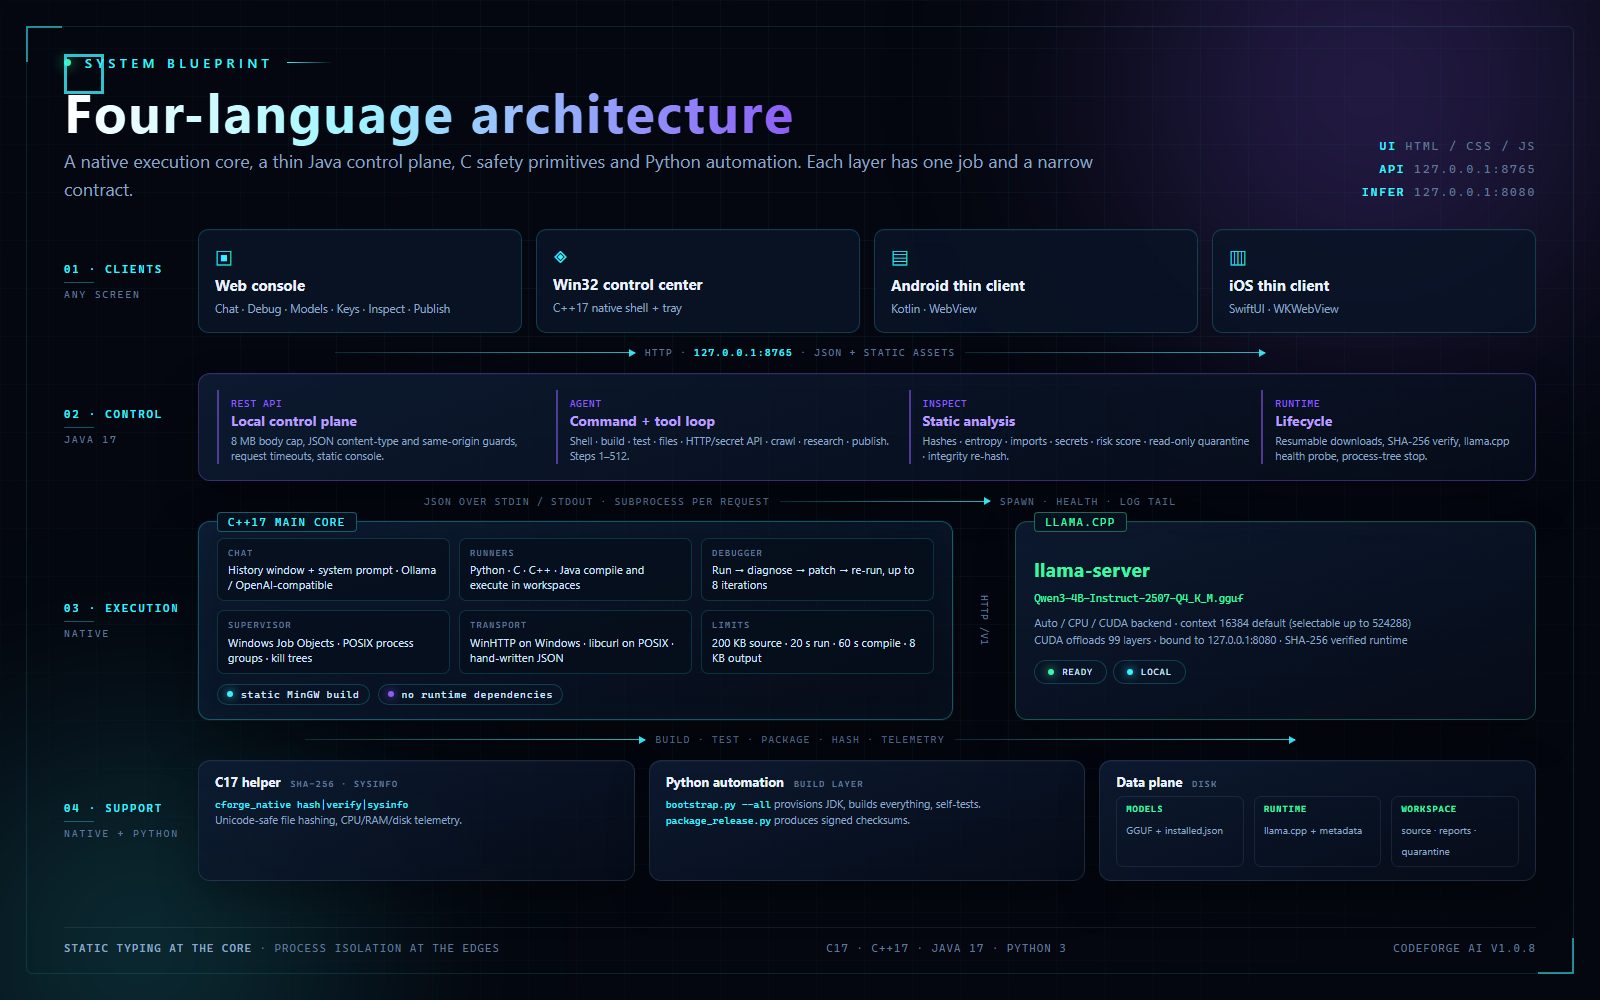 SYSTEM BLUEPRINT
Four-language architecture
A native execution core, a thin Java control plane, C safety primitives and Python automation. Each layer has one job and a narrow
contract.
UI HTML / CSS / JS
API 127.0.0.1:8765
INFER 127.0.0.1:8080
01 · CLIENTS
ANY SCREEN
Web console
Chat · Debug · Models · Keys · Inspect · Publish
Win32 control center
C++17 native shell + tray
Android thin client
Kotlin · WebView
iOS thin client
SwiftUI · WKWebView
HTTP · 127.0.0.1:8765 · JSON + STATIC ASSETS
02 · CONTROL
JAVA 17
REST API
Local control plane
8 MB body cap, JSON content-type and same-origin guards,
request timeouts, static console.
AGENT
Command + tool loop
Shell · build · test · files · HTTP/secret API · crawl · research · publish.
Steps 1–512.
INSPECT
Static analysis
Hashes · entropy · imports · secrets · risk score · read-only quarantine
· integrity re-hash.
RUNTIME
Lifecycle
Resumable downloads, SHA-256 verify, llama.cpp
health probe, process-tree stop.
JSON OVER STDIN / STDOUT · SUBPROCESS PER REQUEST
SPAWN · HEALTH · LOG TAIL
03 · EXECUTION
NATIVE
C++17 MAIN CORE
CHAT
History window + system prompt · Ollama
/ OpenAI-compatible
RUNNERS
Python · C · C++ · Java compile and
execute in workspaces
DEBUGGER
Run → diagnose → patch → re-run, up to
8 iterations
SUPERVISOR
Windows Job Objects · POSIX process
groups · kill trees
TRANSPORT
WinHTTP on Windows · libcurl on POSIX ·
hand-written JSON
LIMITS
200 KB source · 20 s run · 60 s compile · 8
KB output
static MinGW build
no runtime dependencies
HTTP /V1
LLAMA.CPP
llama-server
Qwen3-4B-Instruct-2507-Q4_K_M.gguf
Auto / CPU / CUDA backend · context 16384 default (selectable up to 524288)
CUDA offloads 99 layers · bound to 127.0.0.1:8080 · SHA-256 verified runtime
READY
LOCAL
BUILD · TEST · PACKAGE · HASH · TELEMETRY
04 · SUPPORT
NATIVE + PYTHON
C17 helper SHA-256 · SYSINFO
cforge_native hash|verify|sysinfo
Unicode-safe file hashing, CPU/RAM/disk telemetry.
Python automation BUILD LAYER
bootstrap.py --all provisions JDK, builds everything, self-tests.
package_release.py produces signed checksums.
Data plane DISK
MODELS
GGUF + installed.json
RUNTIME
llama.cpp + metadata
WORKSPACE
source · reports ·
quarantine
STATIC TYPING AT THE CORE · PROCESS ISOLATION AT THE EDGES
C17 · C++17 · JAVA 17 · PYTHON 3
CODEFORGE AI V1.0.8